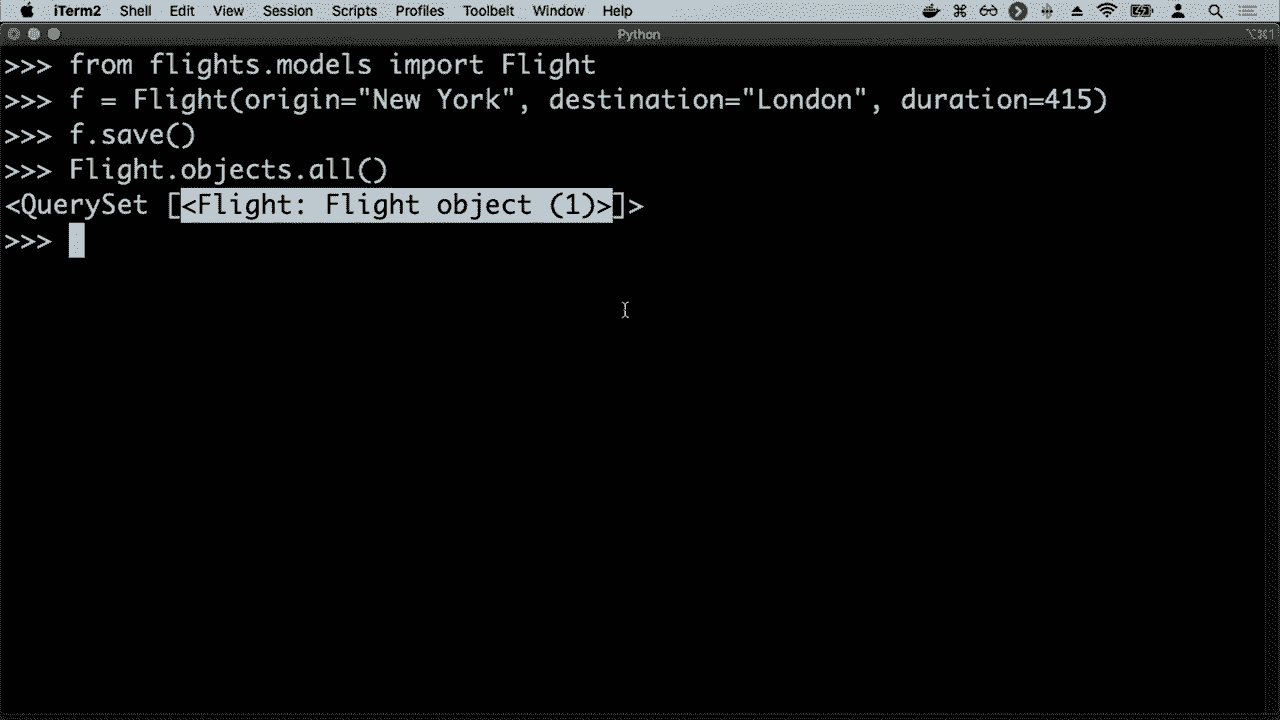 iTerm2 Shell Edit View Session Scripts Profiles Toolbelt Window Help
Python ⌥⌘1
>>> from flights.models import Flight
>>> f = Flight(origin="New York", destination="London", duration=415)
>>> f.save()
>>> Flight.objects.all()
<QuerySet [<Flight: Flight object (1)>]>
>>>